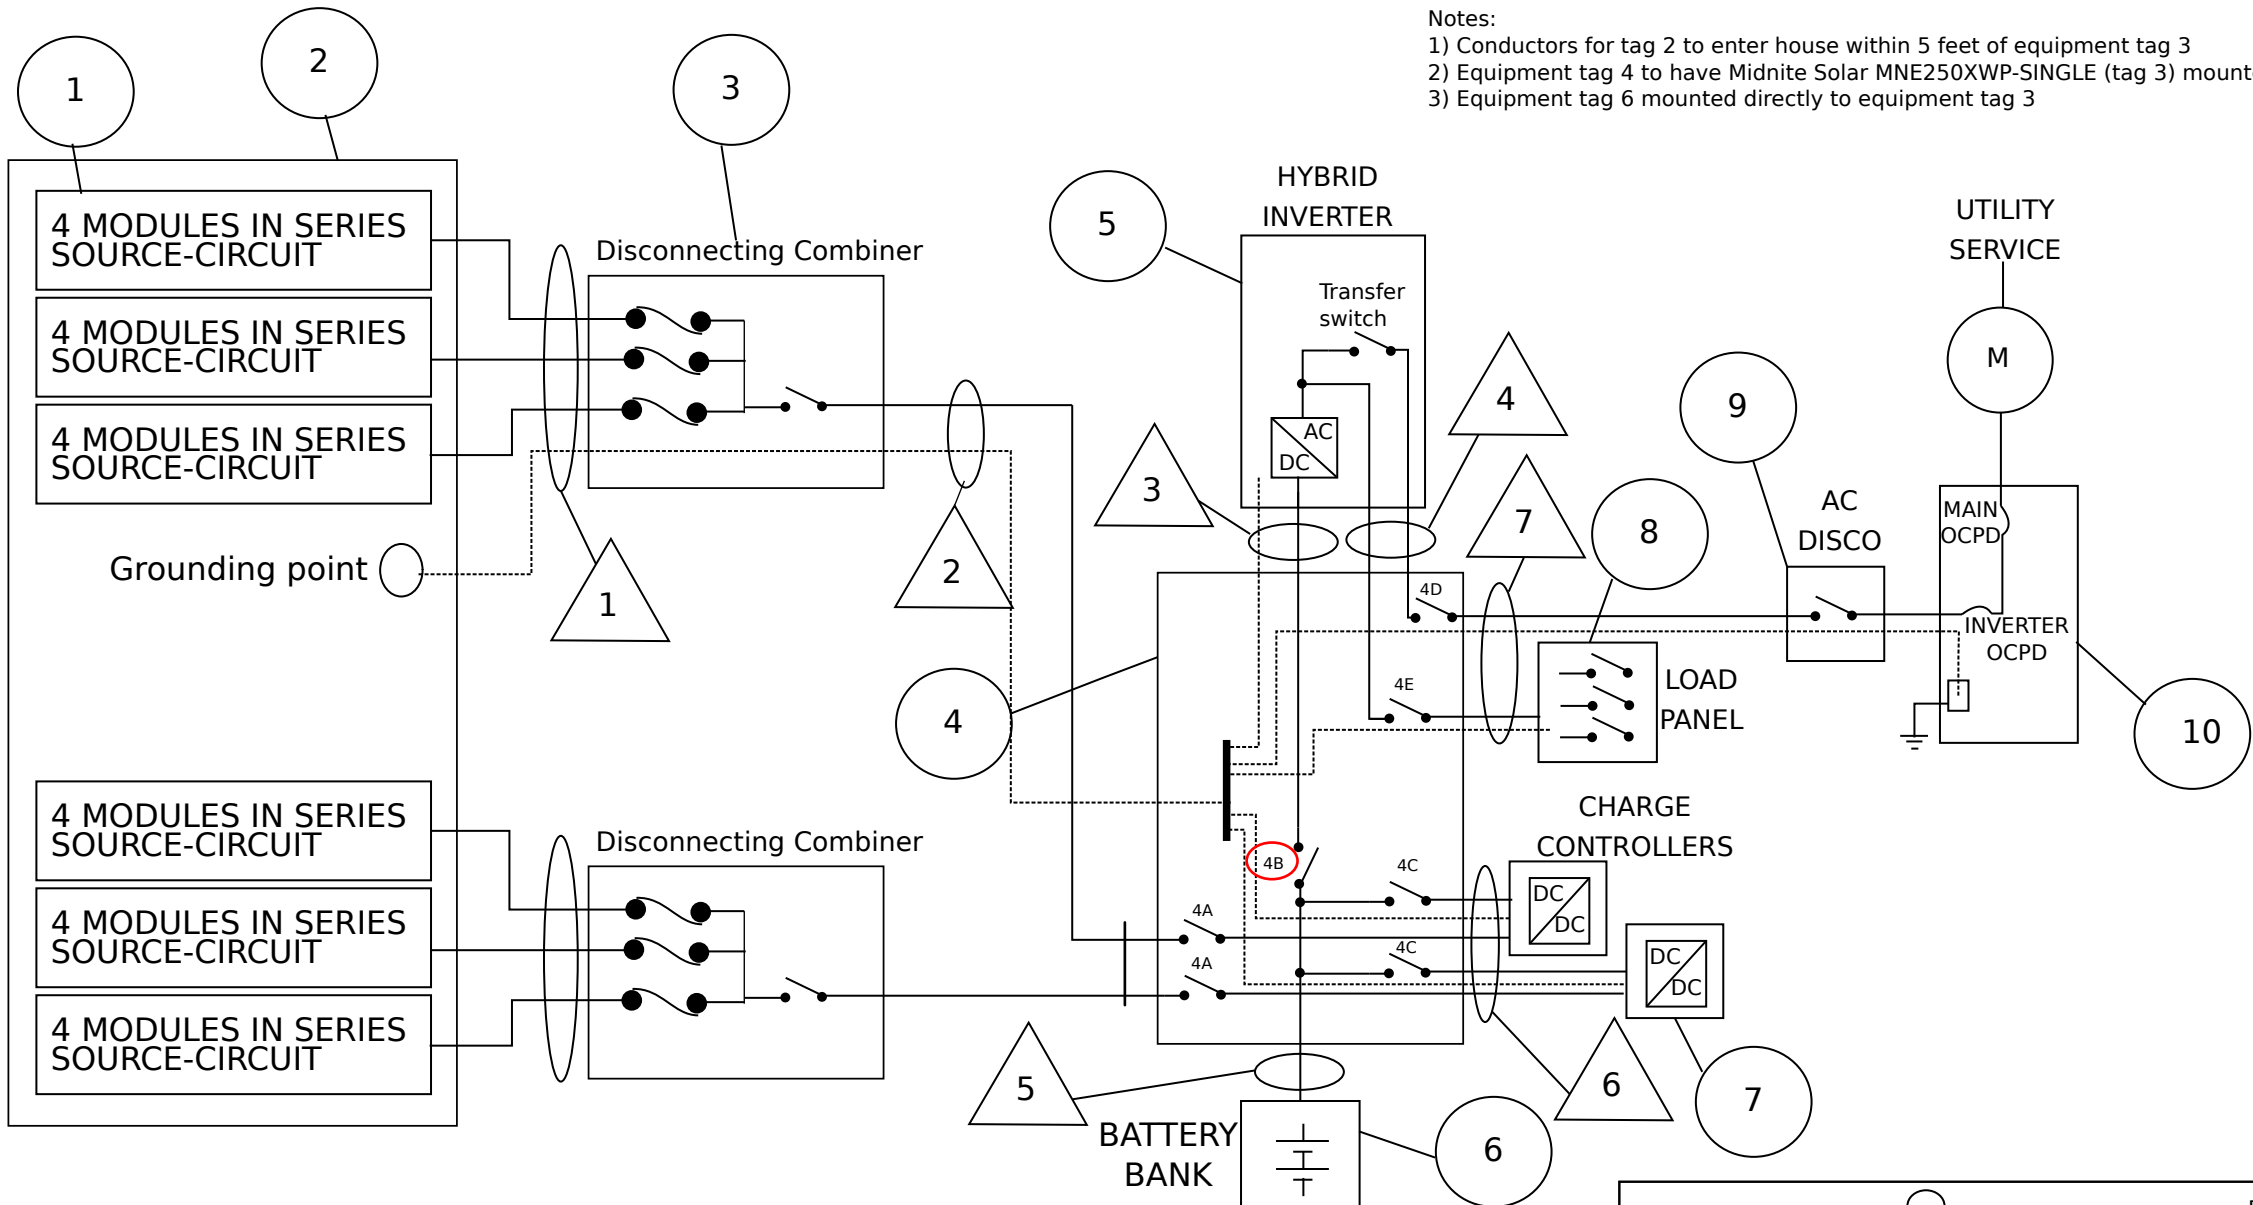 Notes:
1) Conductors for tag 2 to enter house within 5 feet of equipment tag 3
2) Equipment tag 4 to have Midnite Solar MNE250XWP-SINGLE (tag 3)
3) Equipment tag 6 mounted directly to equipment tag 3
1
2
3
4 MODULES IN SERIES
SOURCE-CIRCUIT
4 MODULES IN SERIES
SOURCE-CIRCUIT
4 MODULES IN SERIES
SOURCE-CIRCUIT
Grounding point
4 MODULES IN SERIES
SOURCE-CIRCUIT
4 MODULES IN SERIES
SOURCE-CIRCUIT
4 MODULES IN SERIES
SOURCE-CIRCUIT
Disconnecting Combiner
1
2
Disconnecting Combiner
5
HYBRID
INVERTER
Transfer
switch
AC
DC
3
4
7
8
9
AC
DISCO
UTILITY
SERVICE
M
MAIN
OCPD
INVERTER
OCPD
10
4
4D
4E
LOAD
PANEL
4B
4C
4A
4C
4A
CHARGE
CONTROLLERS
DC
DC
DC
DC
5
6
7
BATTERY
BANK
6